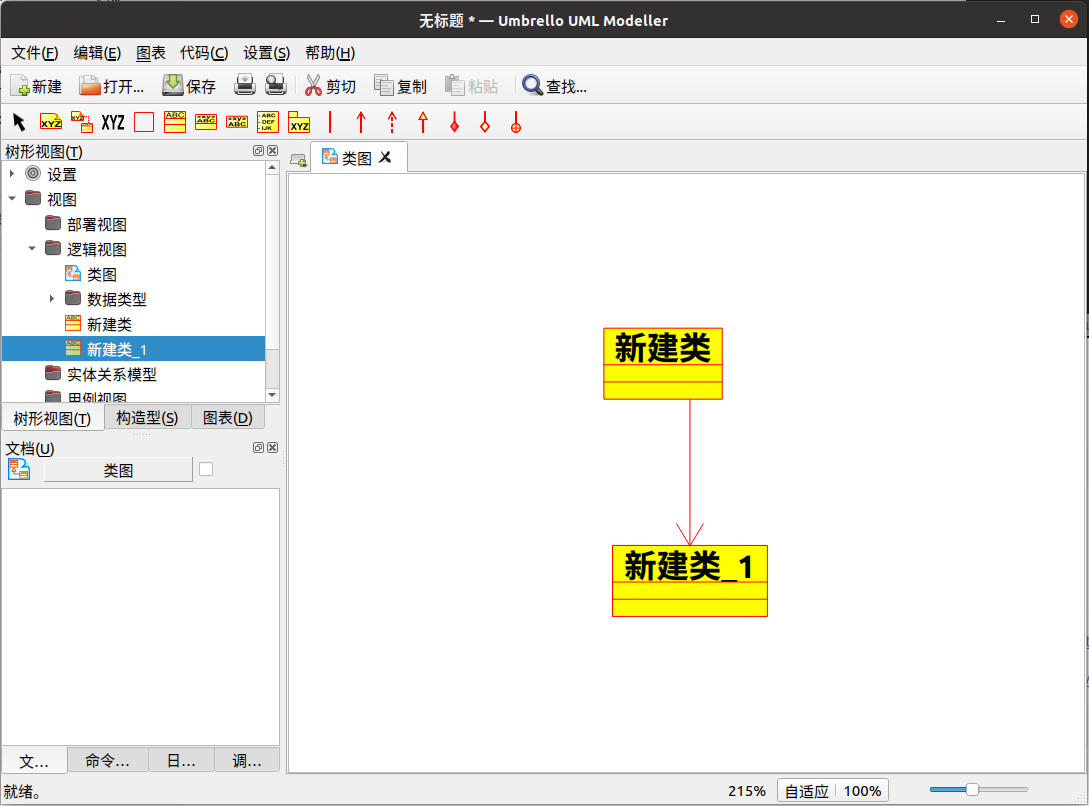 无标题 * — Umbrello UML Modeller
文件(F) 编辑(E) 图表 代码(C) 设置(S) 帮助(H)
新建 打开... 保存 剪切 复制 粘贴 查找...
XYZ XYZ XYZ ABC XYZ ABC XYZ ABC ABC DEF IJK XYZ
树形视图(T)
类图
设置
视图
部署视图
逻辑视图
类图
数据类型
新建类
新建类_1
实体关系模型
用例视图
树形视图(T) 构造型(S) 图表(D)
文档(U)
类图
新建类
新建类_1
文... 命令... 日... 调...
就绪。
215% 自适应 100%